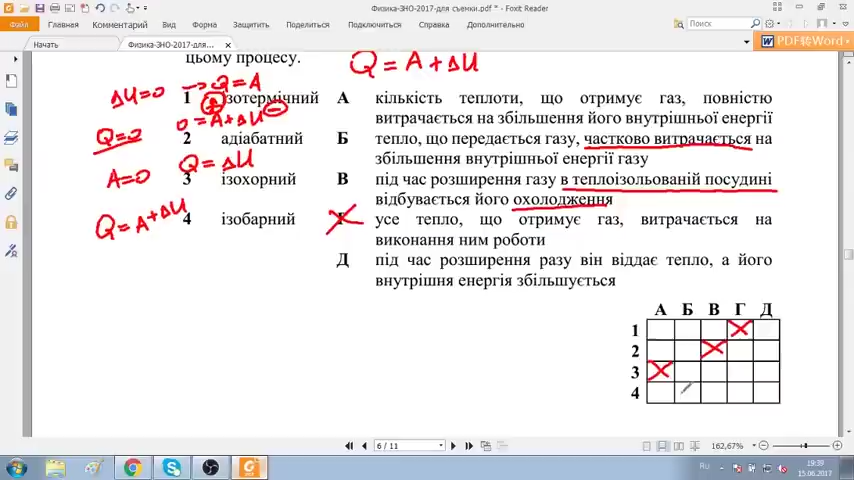 Физика-ЗНО-2017-для съемки.pdf * - Foxit Reader
Файл
Главная
Комментарии
Вид
Форма
Защитить
Поделиться
Подключиться
Справка
Дополнительно
Поиск
Начать
Физика-ЗНО-2017-для...
PDF转Word
цьому процесу.
Q = A + ΔU
ΔU=0 → Q = A
1 ізотермічний
0 = A + ΔU
+
−
Q=0
2 адіабатний
Q = ΔU
A=0
3 ізохорний
Q = A + ΔU
4 ізобарний
А кількість теплоти, що отримує газ, повністю
витрачається на збільшення його внутрішньої енергії
Б тепло, що передається газу, частково витрачається на
збільшення внутрішньої енергії газу
В під час розширення газу в теплоізольованій посудині
відбувається його охолодження
Г усе тепло, що отримує газ, витрачається на
виконання ним роботи
Д під час розширення разу він віддає тепло, а його
внутрішня енергія збільшується
А Б В Г Д
1
2
3
4
6 / 11
162,67%
RU
19:39
15.06.2017